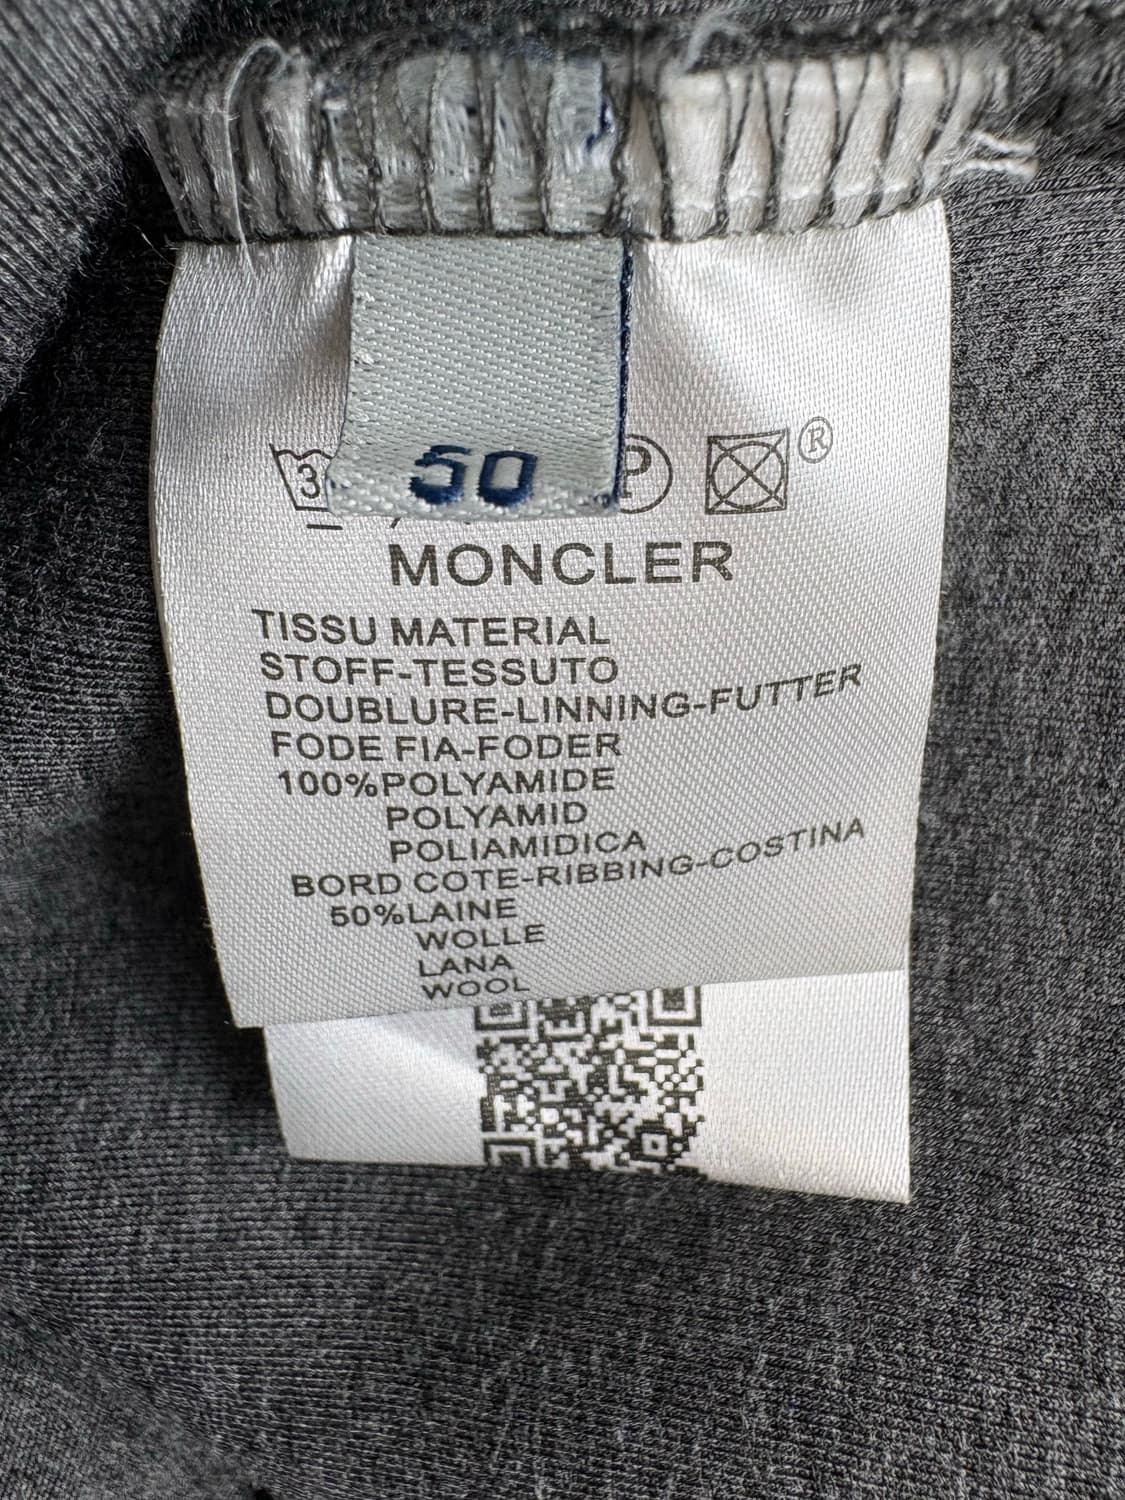 50
3
P
®
MONCLER
TISSU MATERIAL
STOFF-TESSUTO
DOUBLURE-LINNING-FUTTER
FODE FIA-FODER
100%POLYAMIDE
POLYAMID
POLIAMIDICA
BORD COTE-RIBBING-COSTINA
50%LAINE
WOLLE
LANA
WOOL